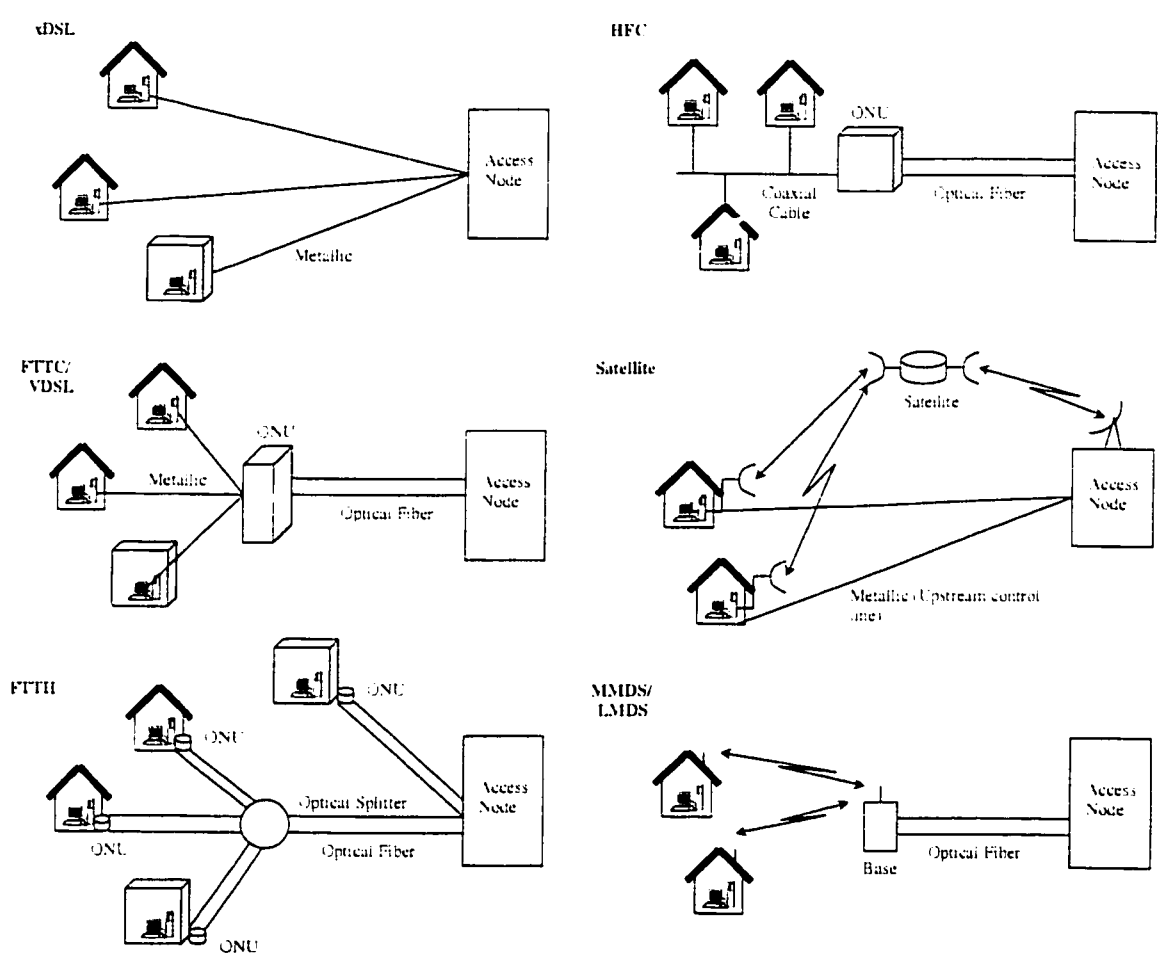 xDSL
Access
Node
Metallic
HFC
ONU
Access
Node
Coaxial
Cable
Optical Fiber
FTTC/
VDSL
ONU
Metallic
Access
Node
Optical Fiber
Satellite
Satellite
Access
Node
Metallic (Upstream control
line)
FTTH
ONU
ONU
Access
Node
Optical Splitter
ONU
Optical Fiber
ONU
MMDS/
LMDS
Access
Node
Base
Optical Fiber